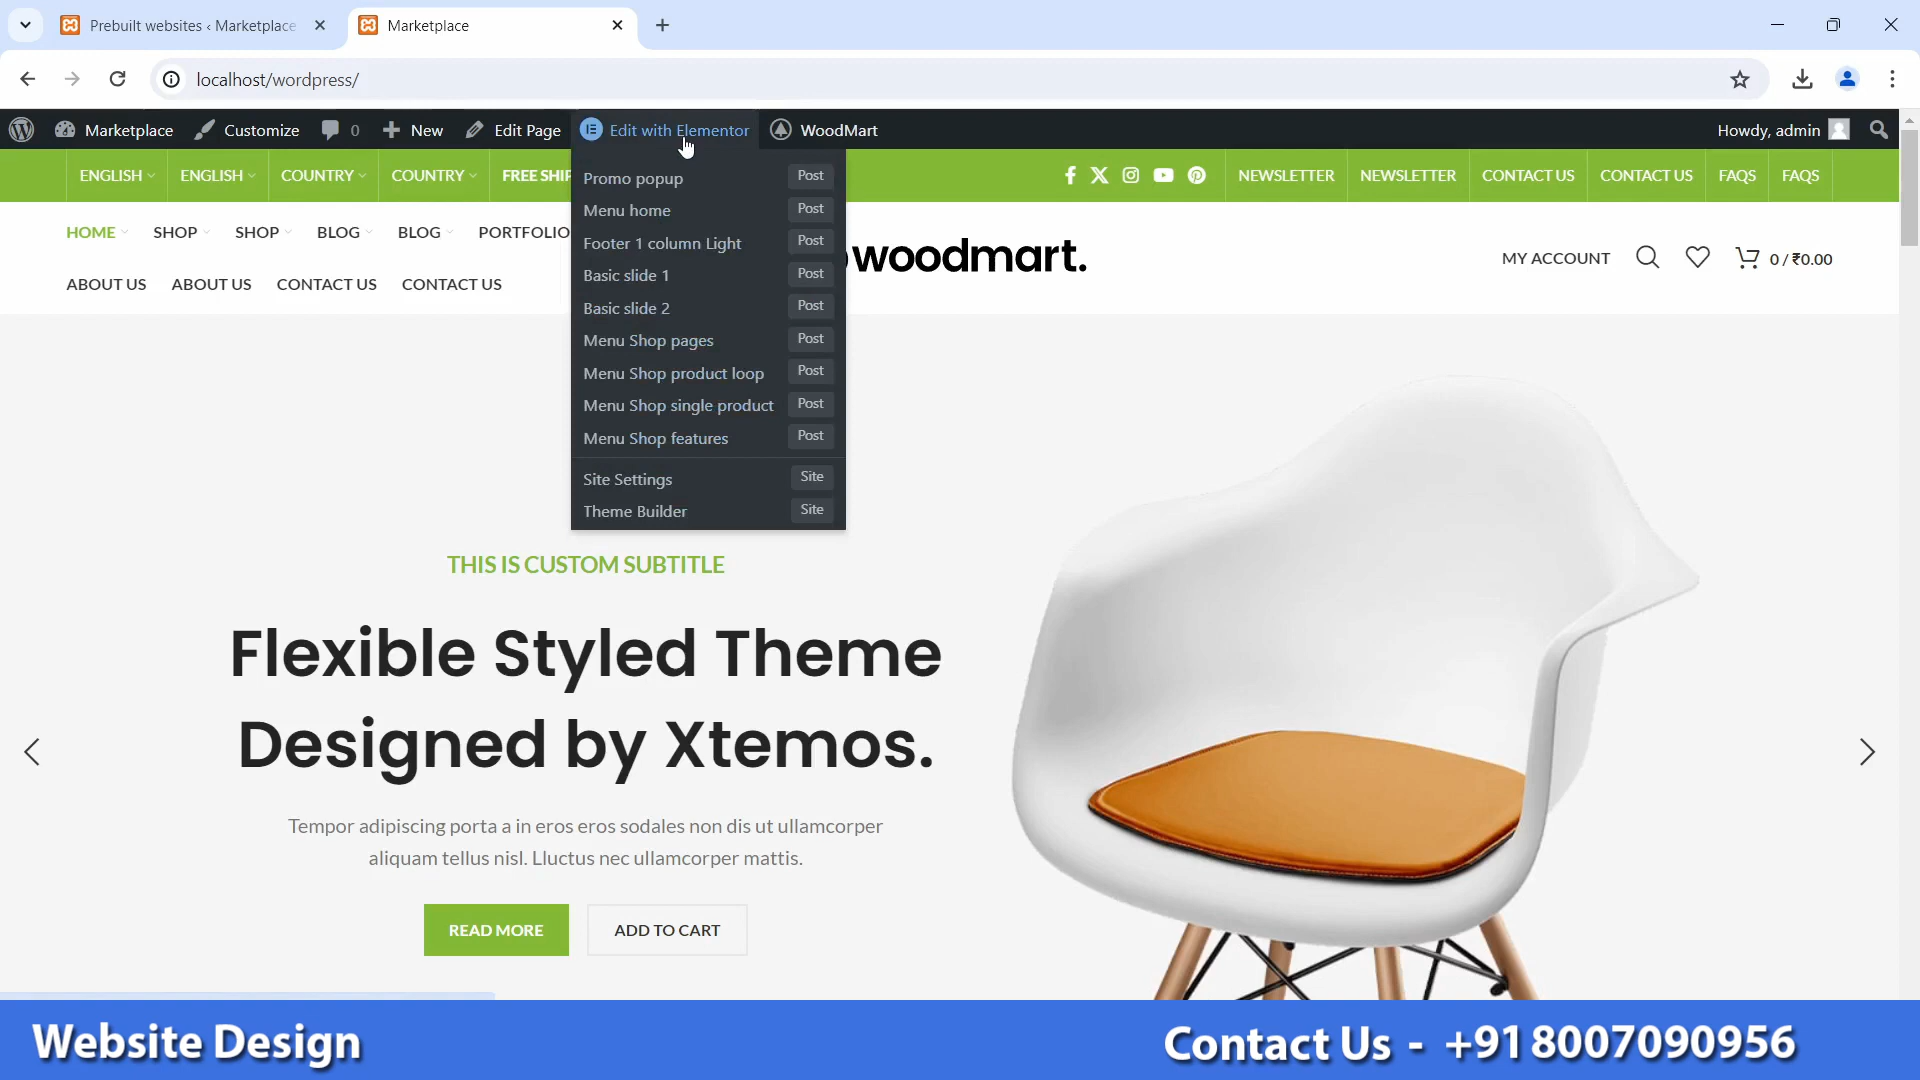 Prebuilt websites ‹ Marketplace
Marketplace
localhost/wordpress/
Marketplace Customize 0 New Edit Page Edit with Elementor WoodMart Howdy, admin
ENGLISH ENGLISH COUNTRY COUNTRY FREE SHIP NEWSLETTER NEWSLETTER CONTACT US CONTACT US FAQS FAQS
HOME SHOP SHOP BLOG BLOG PORTFOLIO
ABOUT US ABOUT US CONTACT US CONTACT US
woodmart.
MY ACCOUNT 0 / ₹0.00
Promo popup Post
Menu home Post
Footer 1 column Light Post
Basic slide 1 Post
Basic slide 2 Post
Menu Shop pages Post
Menu Shop product loop Post
Menu Shop single product Post
Menu Shop features Post
Site Settings Site
Theme Builder Site
THIS IS CUSTOM SUBTITLE
Flexible Styled Theme
Designed by Xtemos.
Tempor adipiscing porta a in eros eros sodales non dis ut ullamcorper
aliquam tellus nisl. Lluctus nec ullamcorper mattis.
READ MORE ADD TO CART
Website Design Contact Us - +91 8007090956